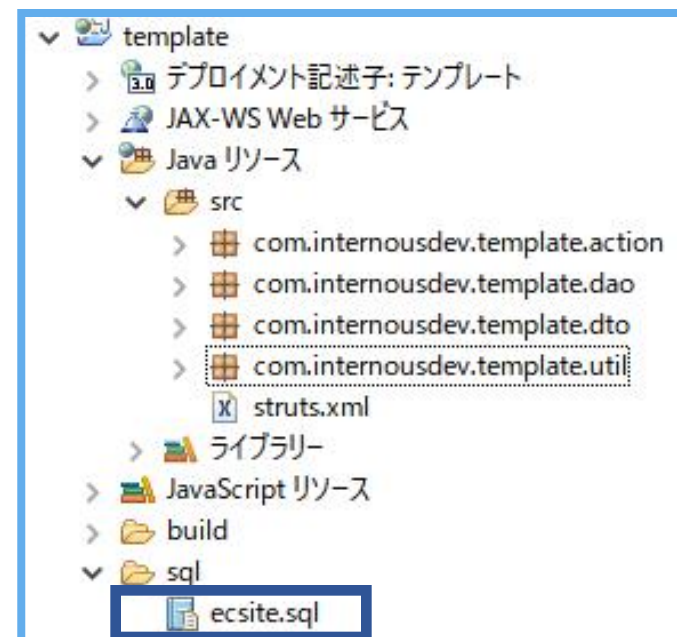 template
3.0 デプロイメント記述子: テンプレート
JAX-WS Web サービス
Java リソース
src
com.internousdev.template.action
com.internousdev.template.dao
com.internousdev.template.dto
com.internousdev.template.util
X struts.xml
ライブラリー
JavaScript リソース
build
sql
ecsite.sql